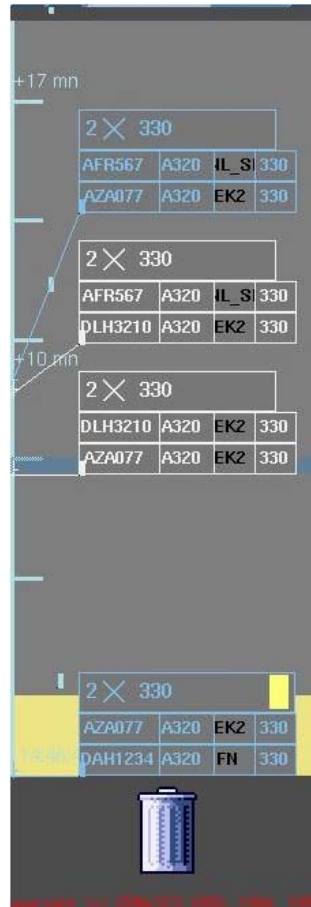 +17 mn
2 X 330
AFR567 A320 NL_S 330
AZA077 A320 EK2 330
2 X 330
AFR567 A320 NL_S 330
DLH3210 A320 EK2 330
+10 mn
2 X 330
DLH3210 A320 EK2 330
AZA077 A320 EK2 330
2 X 330
AZA077 A320 EK2 330
DAH1234 A320 FN 330